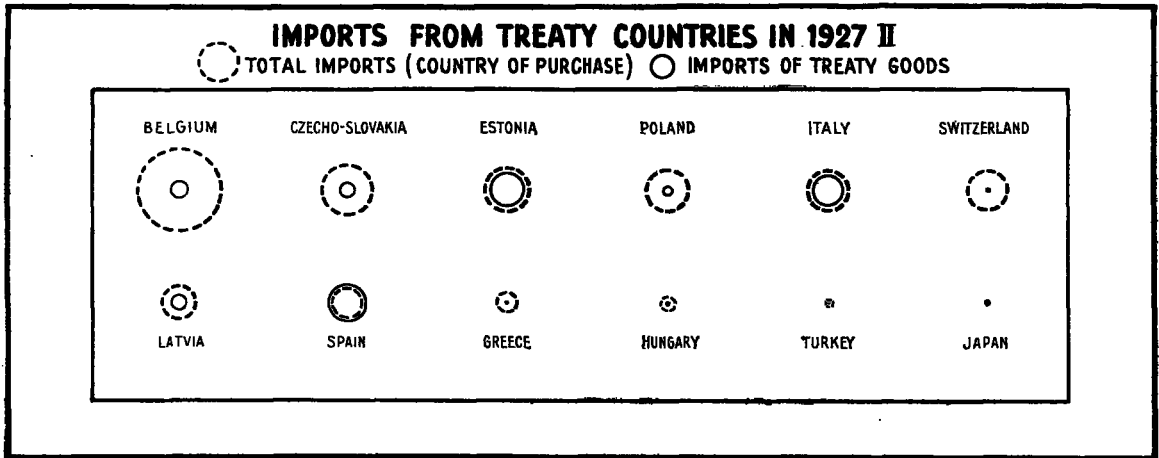 IMPORTS FROM TREATY COUNTRIES IN 1927 II
TOTAL IMPORTS (COUNTRY OF PURCHASE) IMPORTS OF TREATY GOODS
BELGIUM CZECHO-SLOVAKIA ESTONIA POLAND ITALY SWITZERLAND
LATVIA SPAIN GREECE HUNGARY TURKEY JAPAN